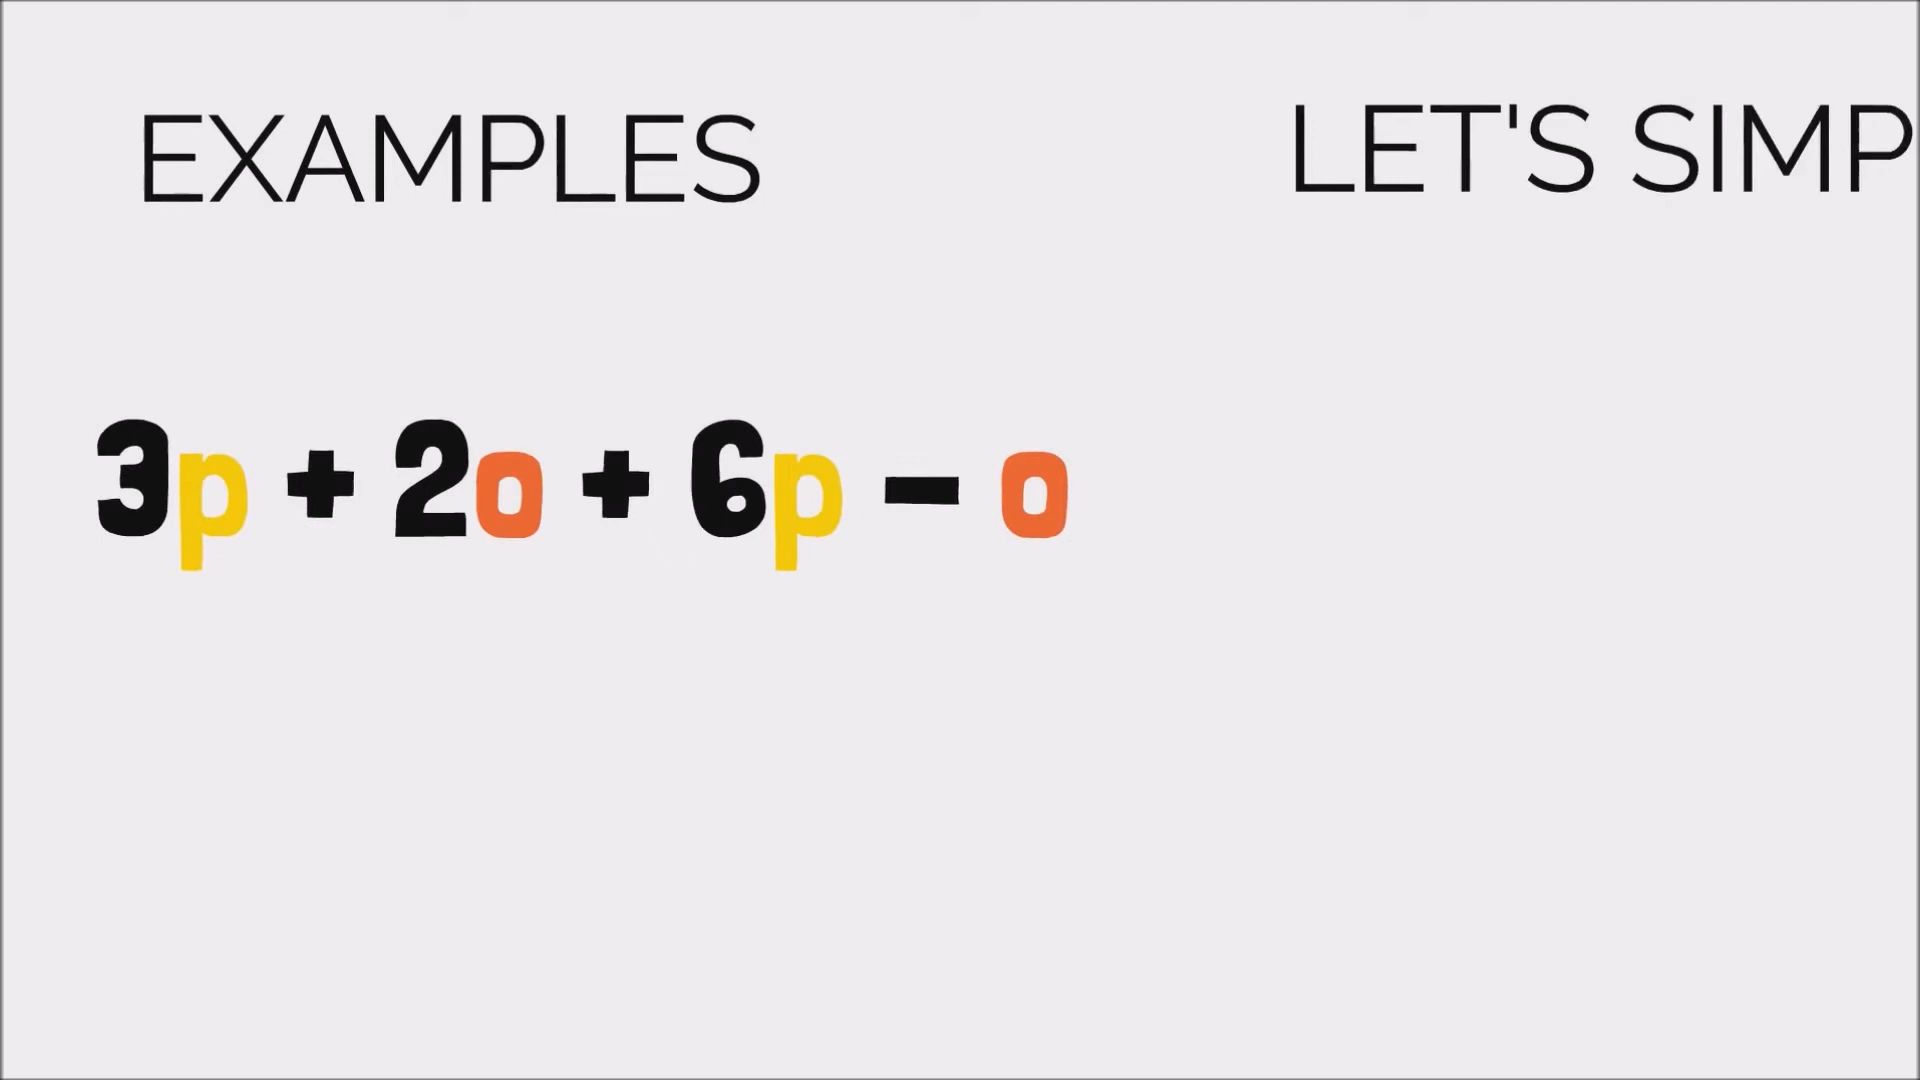 EXAMPLES
LET'S SIMP
3p + 2o + 6p − o